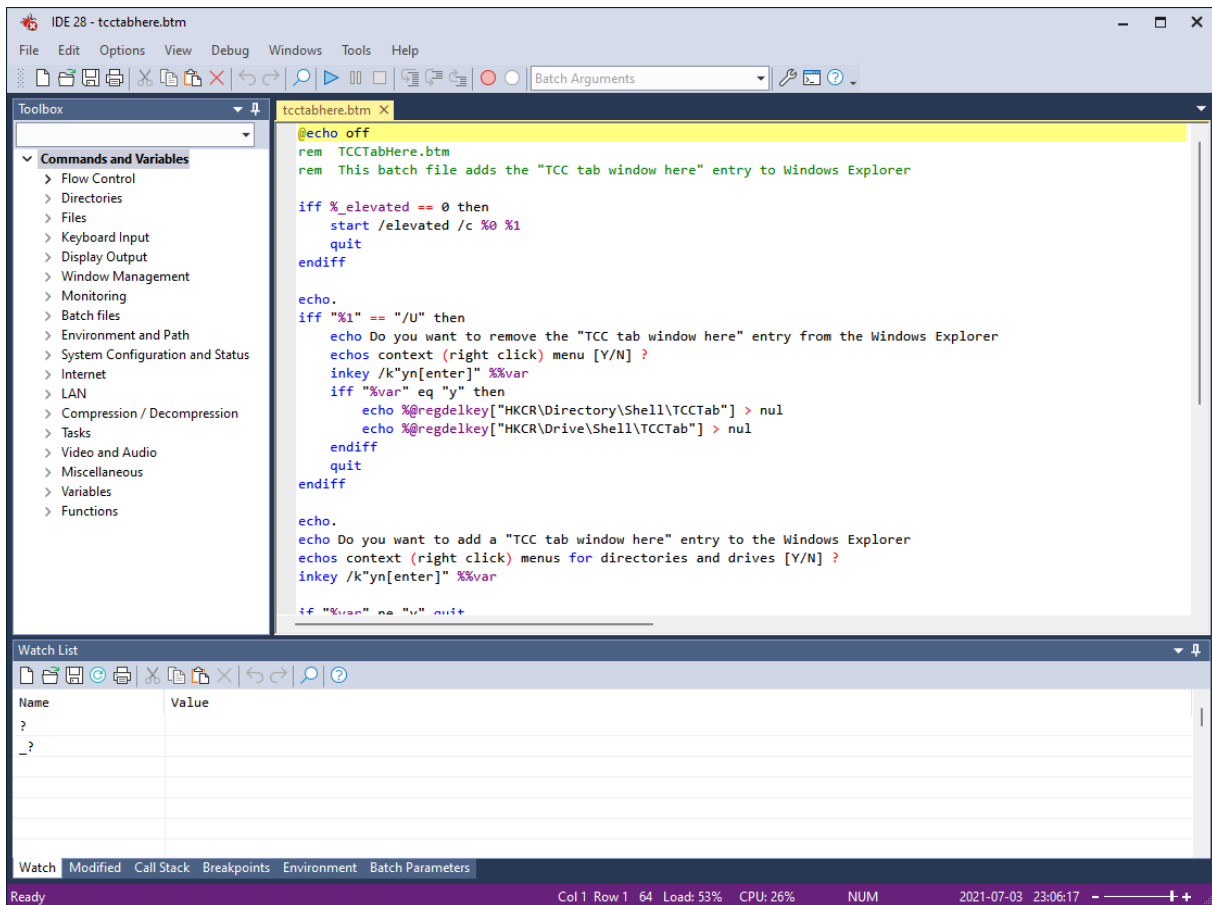 IDE 28 - tcctabhere.btm
File Edit Options View Debug Windows Tools Help
Batch Arguments
Toolbox
Commands and Variables
Flow Control
Directories
Files
Keyboard Input
Display Output
Window Management
Monitoring
Batch files
Environment and Path
System Configuration and Status
Internet
LAN
Compression / Decompression
Tasks
Video and Audio
Miscellaneous
Variables
Functions
tcctabhere.btm
@echo off
rem  TCCTabHere.btm
rem  This batch file adds the "TCC tab window here" entry to Windows Explorer
iff %_elevated == 0 then
    start /elevated /c %0 %1
    quit
endiff
echo.
iff "%1" == "/U" then
    echo Do you want to remove the "TCC tab window here" entry from the Windows Explorer
    echos context (right click) menu [Y/N] ?
    inkey /k"yn[enter]" %%var
    iff "%var" eq "y" then
        echo %@regdelkey["HKCR\Directory\Shell\TCCTab"] > nul
        echo %@regdelkey["HKCR\Drive\Shell\TCCTab"] > nul
    endiff
    quit
endiff
echo.
echo Do you want to add a "TCC tab window here" entry to the Windows Explorer
echos context (right click) menus for directories and drives [Y/N] ?
inkey /k"yn[enter]" %%var
if "%var" ne "y" quit
Watch List
Name Value
?
_?
Watch Modified Call Stack Breakpoints Environment Batch Parameters
Ready Col 1 Row 1 64 Load: 53% CPU: 26% NUM 2021-07-03 23:06:17